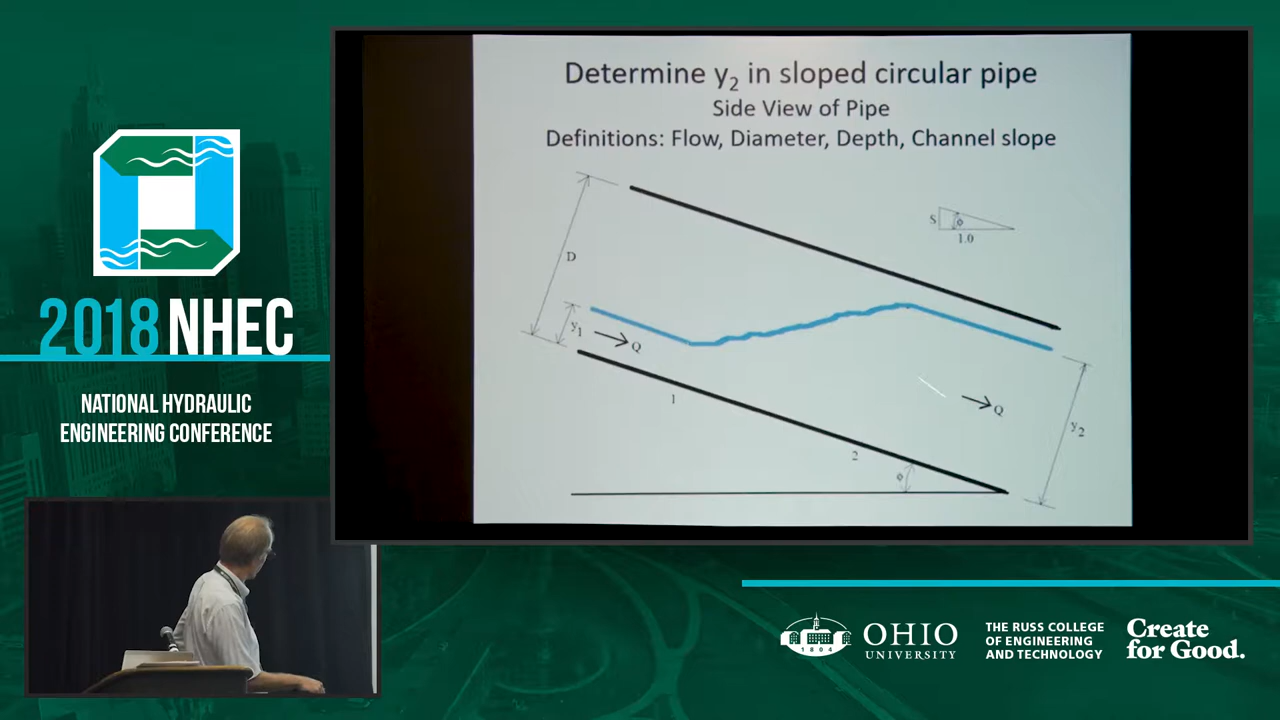 Determine y2 in sloped circular pipe
Side View of Pipe
Definitions: Flow, Diameter, Depth, Channel slope
S
ϕ
1.0
D
y1
Q
1
Q
y2
2
ϕ
2018 NHEC
NATIONAL HYDRAULIC
ENGINEERING CONFERENCE
1804
OHIO
UNIVERSITY
THE RUSS COLLEGE
OF ENGINEERING
AND TECHNOLOGY
Create
for Good.